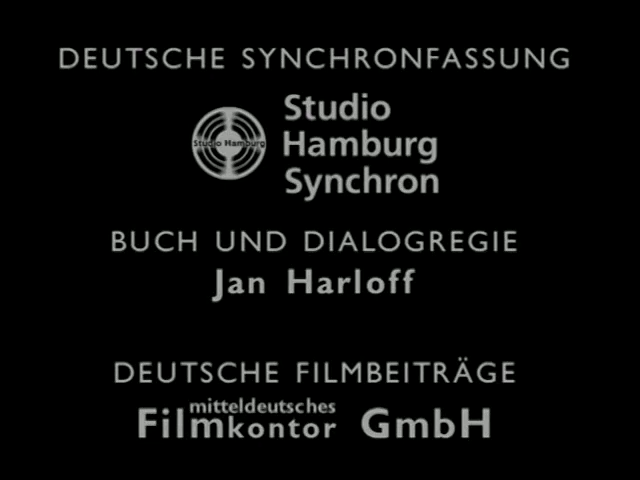 DEUTSCHE SYNCHRONFASSUNG
Studio Hamburg
Studio
Hamburg
Synchron
BUCH UND DIALOGREGIE
Jan Harloff
DEUTSCHE FILMBEITRÄGE
mitteldeutsches
Filmkontor GmbH